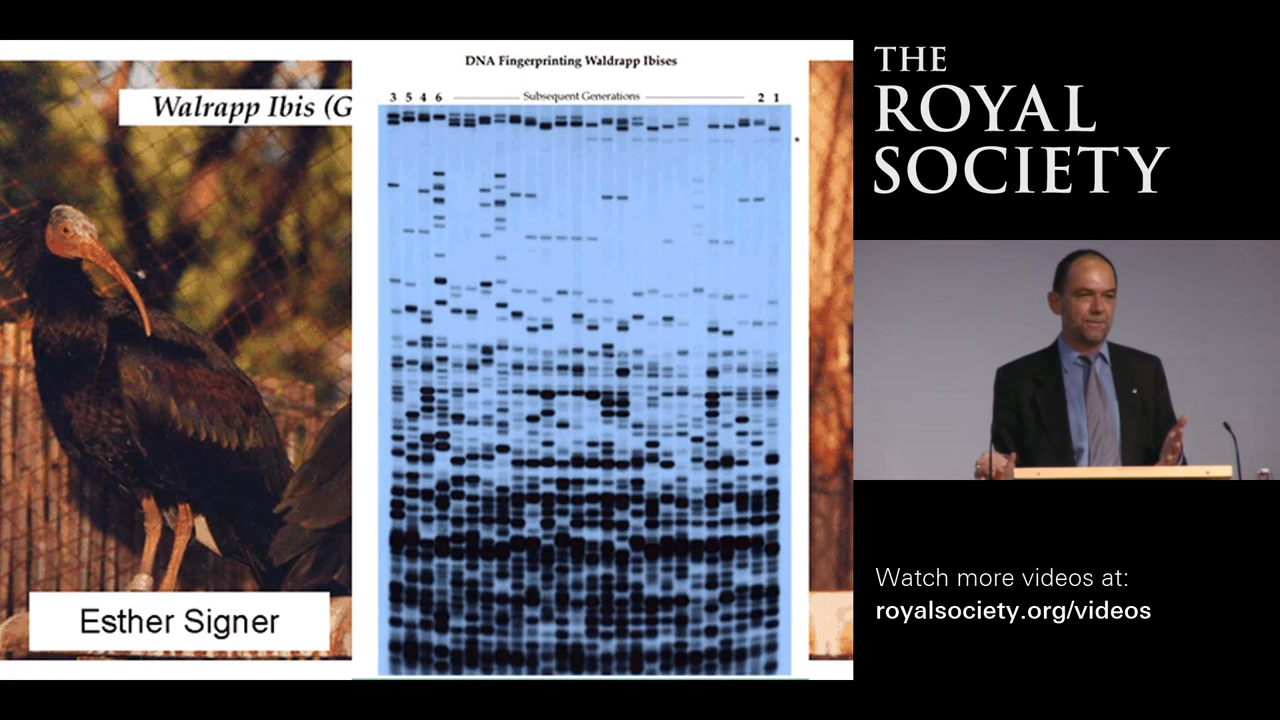 DNA Fingerprinting Waldrapp Ibises
Walrapp Ibis (G
3 5 4 6 Subsequent Generations 2 1
Esther Signer
THE
ROYAL
SOCIETY
Watch more videos at:
royalsociety.org/videos